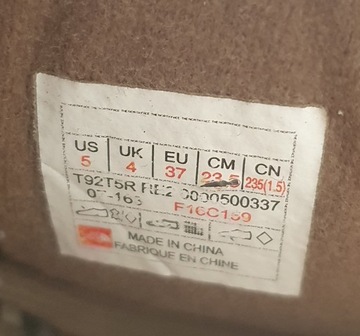 US UK EU CM CN
5 4 37 23.5 235(1.5)
T92T5R 0000500337
F16C159
MADE IN CHINA
FABRIQUE EN CHINE